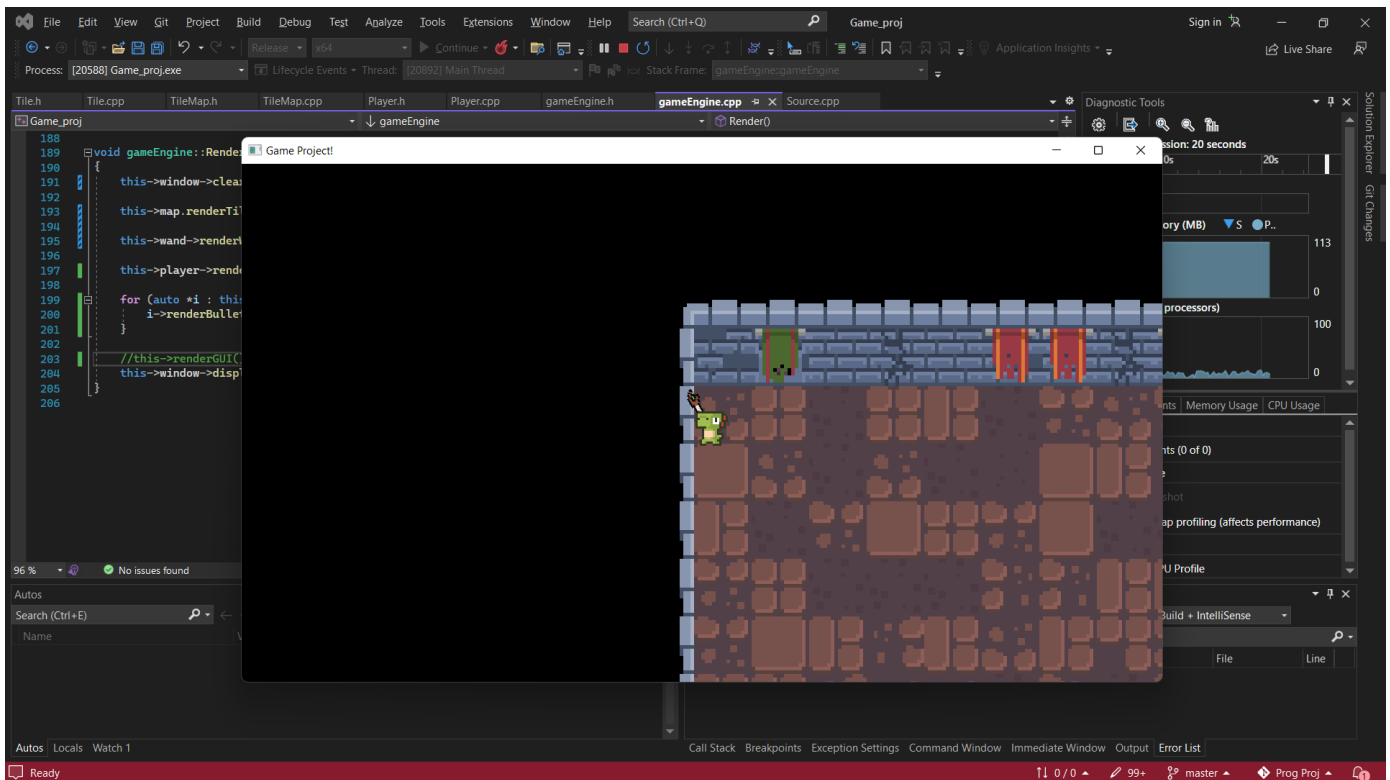 File Edit View Git Project Build Debug Test Analyze Tools Extensions Window Help Search (Ctrl+Q) Game_proj Sign in
Release x64 Continue Application Insights Live Share
Process: [20588] Game_proj.exe Lifecycle Events Thread: [20892] Main Thread Stack Frame: gameEngine::gameEngine
Tile.h Tile.cpp TileMap.h TileMap.cpp Player.h Player.cpp gameEngine.h gameEngine.cpp Source.cpp
Diagnostic Tools
Solution Explorer
Git Changes
Game_proj gameEngine Render()
188
189 void gameEngine::Render
190 {
191 this->window->clear
192
193 this->map.renderTi
194
195 this->wand->renderW
196
197 this->player->rende
198
199 for (auto *i : this
200 i->renderBullet
201 }
202
203 //this->renderGUI()
204 this->window->displ
205 }
206
Game Project!
ssion: 20 seconds
0s 20s
ory (MB) S P..
113
0
processors)
100
0
nts Memory Usage CPU Usage
nts (0 of 0)
shot
ap profiling (affects performance)
PU Profile
96 % No issues found
Autos
Search (Ctrl+E)
Name
Build + IntelliSense
File Line
Autos Locals Watch 1
Call Stack Breakpoints Exception Settings Command Window Immediate Window Output Error List
Ready 0 / 0 99+ master Prog Proj 1